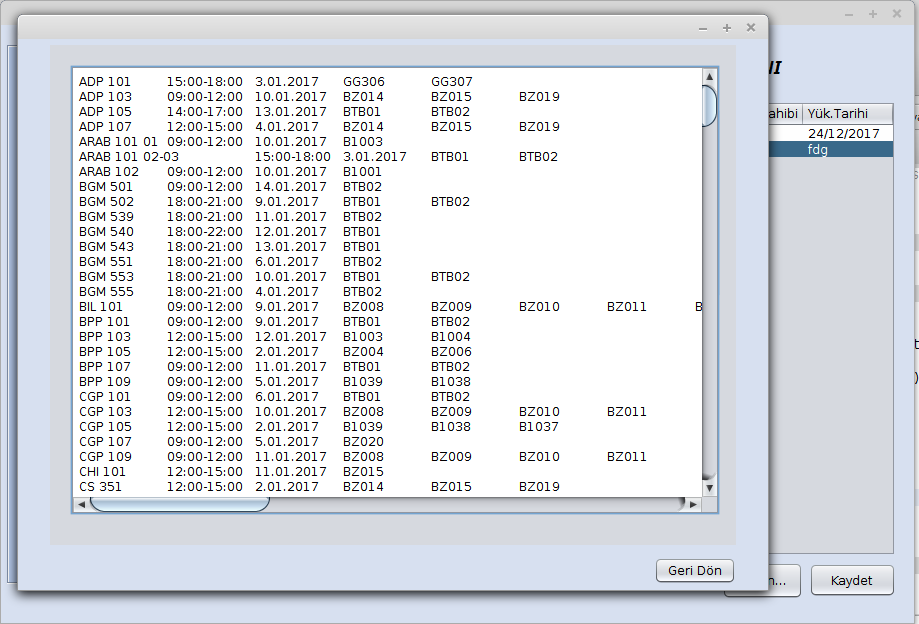 ADP 101 15:00-18:00 3.01.2017 GG306 GG307
ADP 103 09:00-12:00 10.01.2017 BZ014 BZ015 BZ019
ADP 105 14:00-17:00 13.01.2017 BTB01 BTB02
ADP 107 12:00-15:00 4.01.2017 BZ014 BZ015 BZ019
ARAB 101 01 09:00-12:00 10.01.2017 B1003
ARAB 101 02-03 15:00-18:00 3.01.2017 BTB01 BTB02
ARAB 102 09:00-12:00 10.01.2017 B1001
BGM 501 09:00-12:00 14.01.2017 BTB02
BGM 502 18:00-21:00 9.01.2017 BTB01 BTB02
BGM 539 18:00-21:00 11.01.2017 BTB02
BGM 540 18:00-22:00 12.01.2017 BTB01
BGM 543 18:00-21:00 13.01.2017 BTB01
BGM 551 18:00-21:00 6.01.2017 BTB02
BGM 553 18:00-21:00 10.01.2017 BTB01 BTB02
BGM 555 18:00-21:00 4.01.2017 BTB02
BIL 101 09:00-12:00 9.01.2017 BZ008 BZ009 BZ010 BZ011 B
BPP 101 09:00-12:00 9.01.2017 BTB01 BTB02
BPP 103 12:00-15:00 12.01.2017 B1003 B1004
BPP 105 12:00-15:00 2.01.2017 BZ004 BZ006
BPP 107 12:00-15:00 11.01.2017 BTB01 BTB02
BPP 109 09:00-12:00 5.01.2017 B1039 B1038
CGP 101 09:00-12:00 6.01.2017 BTB01 BTB02
CGP 103 12:00-15:00 10.01.2017 BZ008 BZ009 BZ010 BZ011
CGP 105 12:00-15:00 2.01.2017 B1039 B1038 B1037
CGP 107 09:00-12:00 5.01.2017 BZ020
CGP 109 09:00-12:00 11.01.2017 BZ008 BZ009 BZ010 BZ011
CHI 101 12:00-15:00 11.01.2017 BZ015
CS 351 12:00-15:00 2.01.2017 BZ014 BZ015 BZ019
Geri Dön
NI
ahibi Yük.Tarihi
24/12/2017
fdg
n... Kaydet